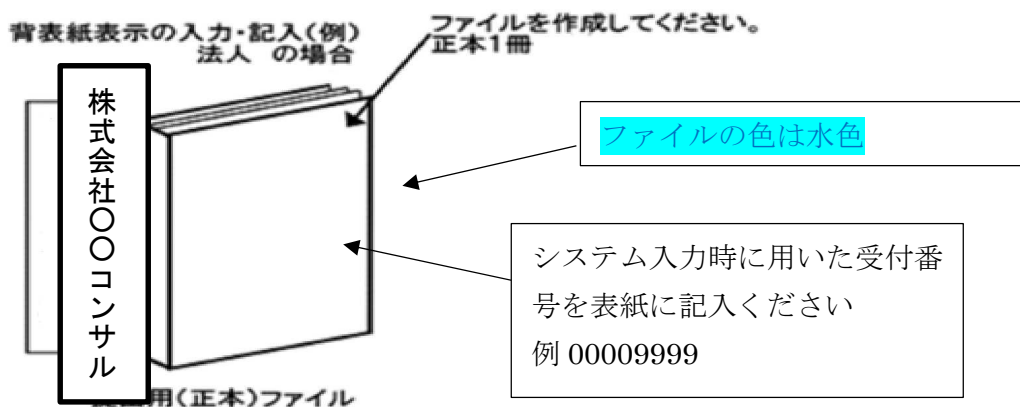 背表紙表示の入力・記入(例)
法人 の場合
ファイルを作成してください。
正本1冊
株式会社〇〇コンサル
ファイルの色は水色
システム入力時に用いた受付番
号を表紙に記入ください
例 00009999
用(正本)ファイル